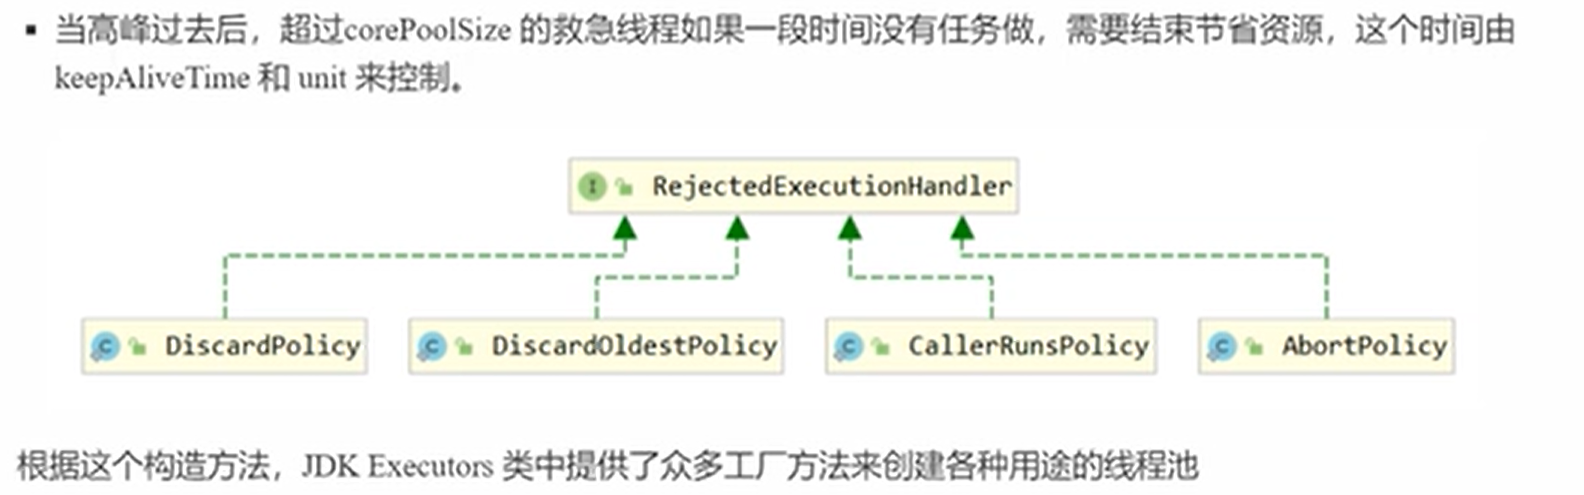 ▪ 当高峰过去后，超过corePoolSize 的救急线程如果一段时间没有任务做，需要结束节省资源，这个时间由
keepAliveTime 和 unit 来控制。
I RejectedExecutionHandler
C DiscardPolicy
C DiscardOldestPolicy
C CallerRunsPolicy
C AbortPolicy
根据这个构造方法，JDK Executors 类中提供了众多工厂方法来创建各种用途的线程池